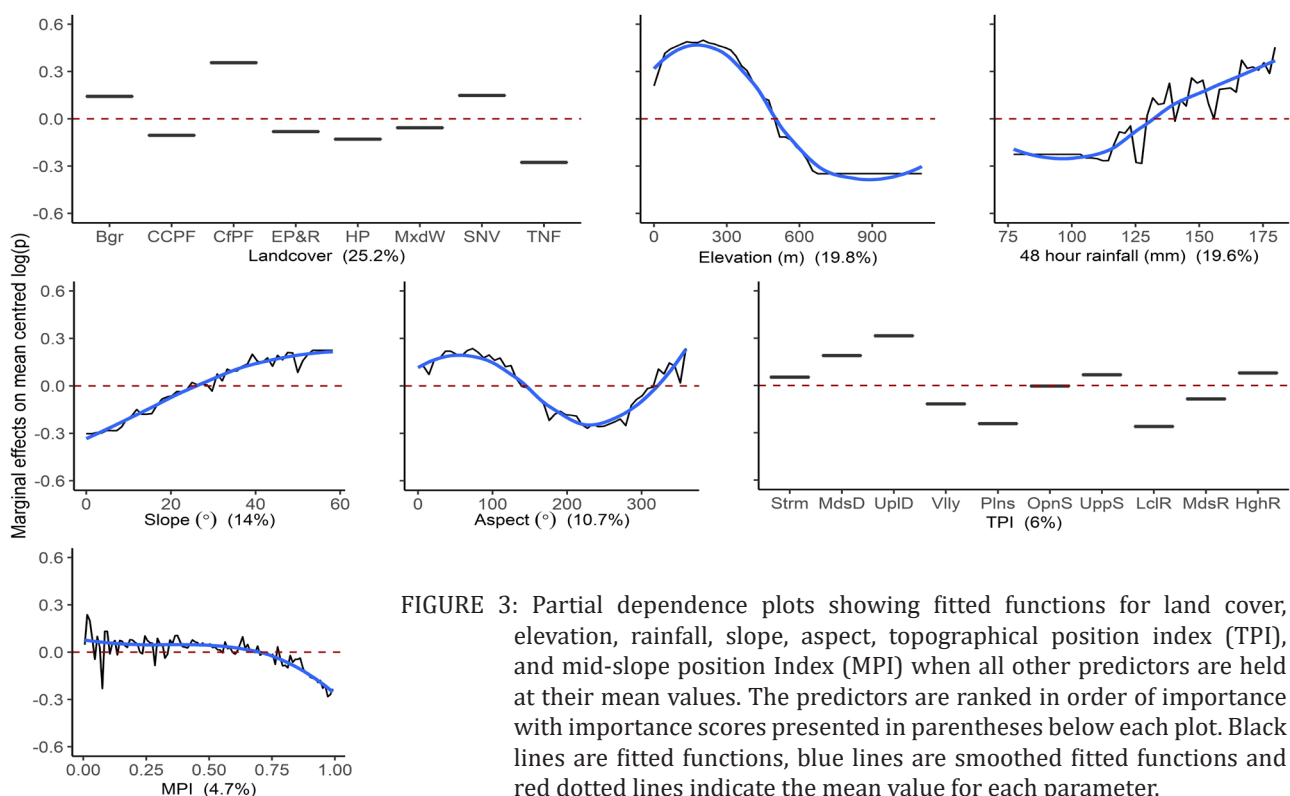 Marginal effects on mean centred log(p)
0.6
0.3
0.0
-0.3
-0.6
Bgr CCPF CfPF EP&R HP MxdW SNV TNF
Landcover (25.2%)
0 300 600 900
Elevation (m) (19.8%)
75 100 125 150 175
48 hour rainfall (mm) (19.6%)
0.6
0.3
0.0
-0.3
-0.6
0 20 40 60
Slope (°) (14%)
0 100 200 300
Aspect (°) (10.7%)
Strm MdsD UplD Vlly Plns OpnS UppS LclR MdsR HghR
TPI (6%)
0.6
0.3
0.0
-0.3
-0.6
0.00 0.25 0.50 0.75 1.00
MPI (4.7%)
FIGURE 3: Partial dependence plots showing fitted functions for land cover,
elevation, rainfall, slope, aspect, topographical position index (TPI),
and mid-slope position Index (MPI) when all other predictors are held
at their mean values. The predictors are ranked in order of importance
with importance scores presented in parentheses below each plot. Black
lines are fitted functions, blue lines are smoothed fitted functions and
red dotted lines indicate the mean value for each parameter.